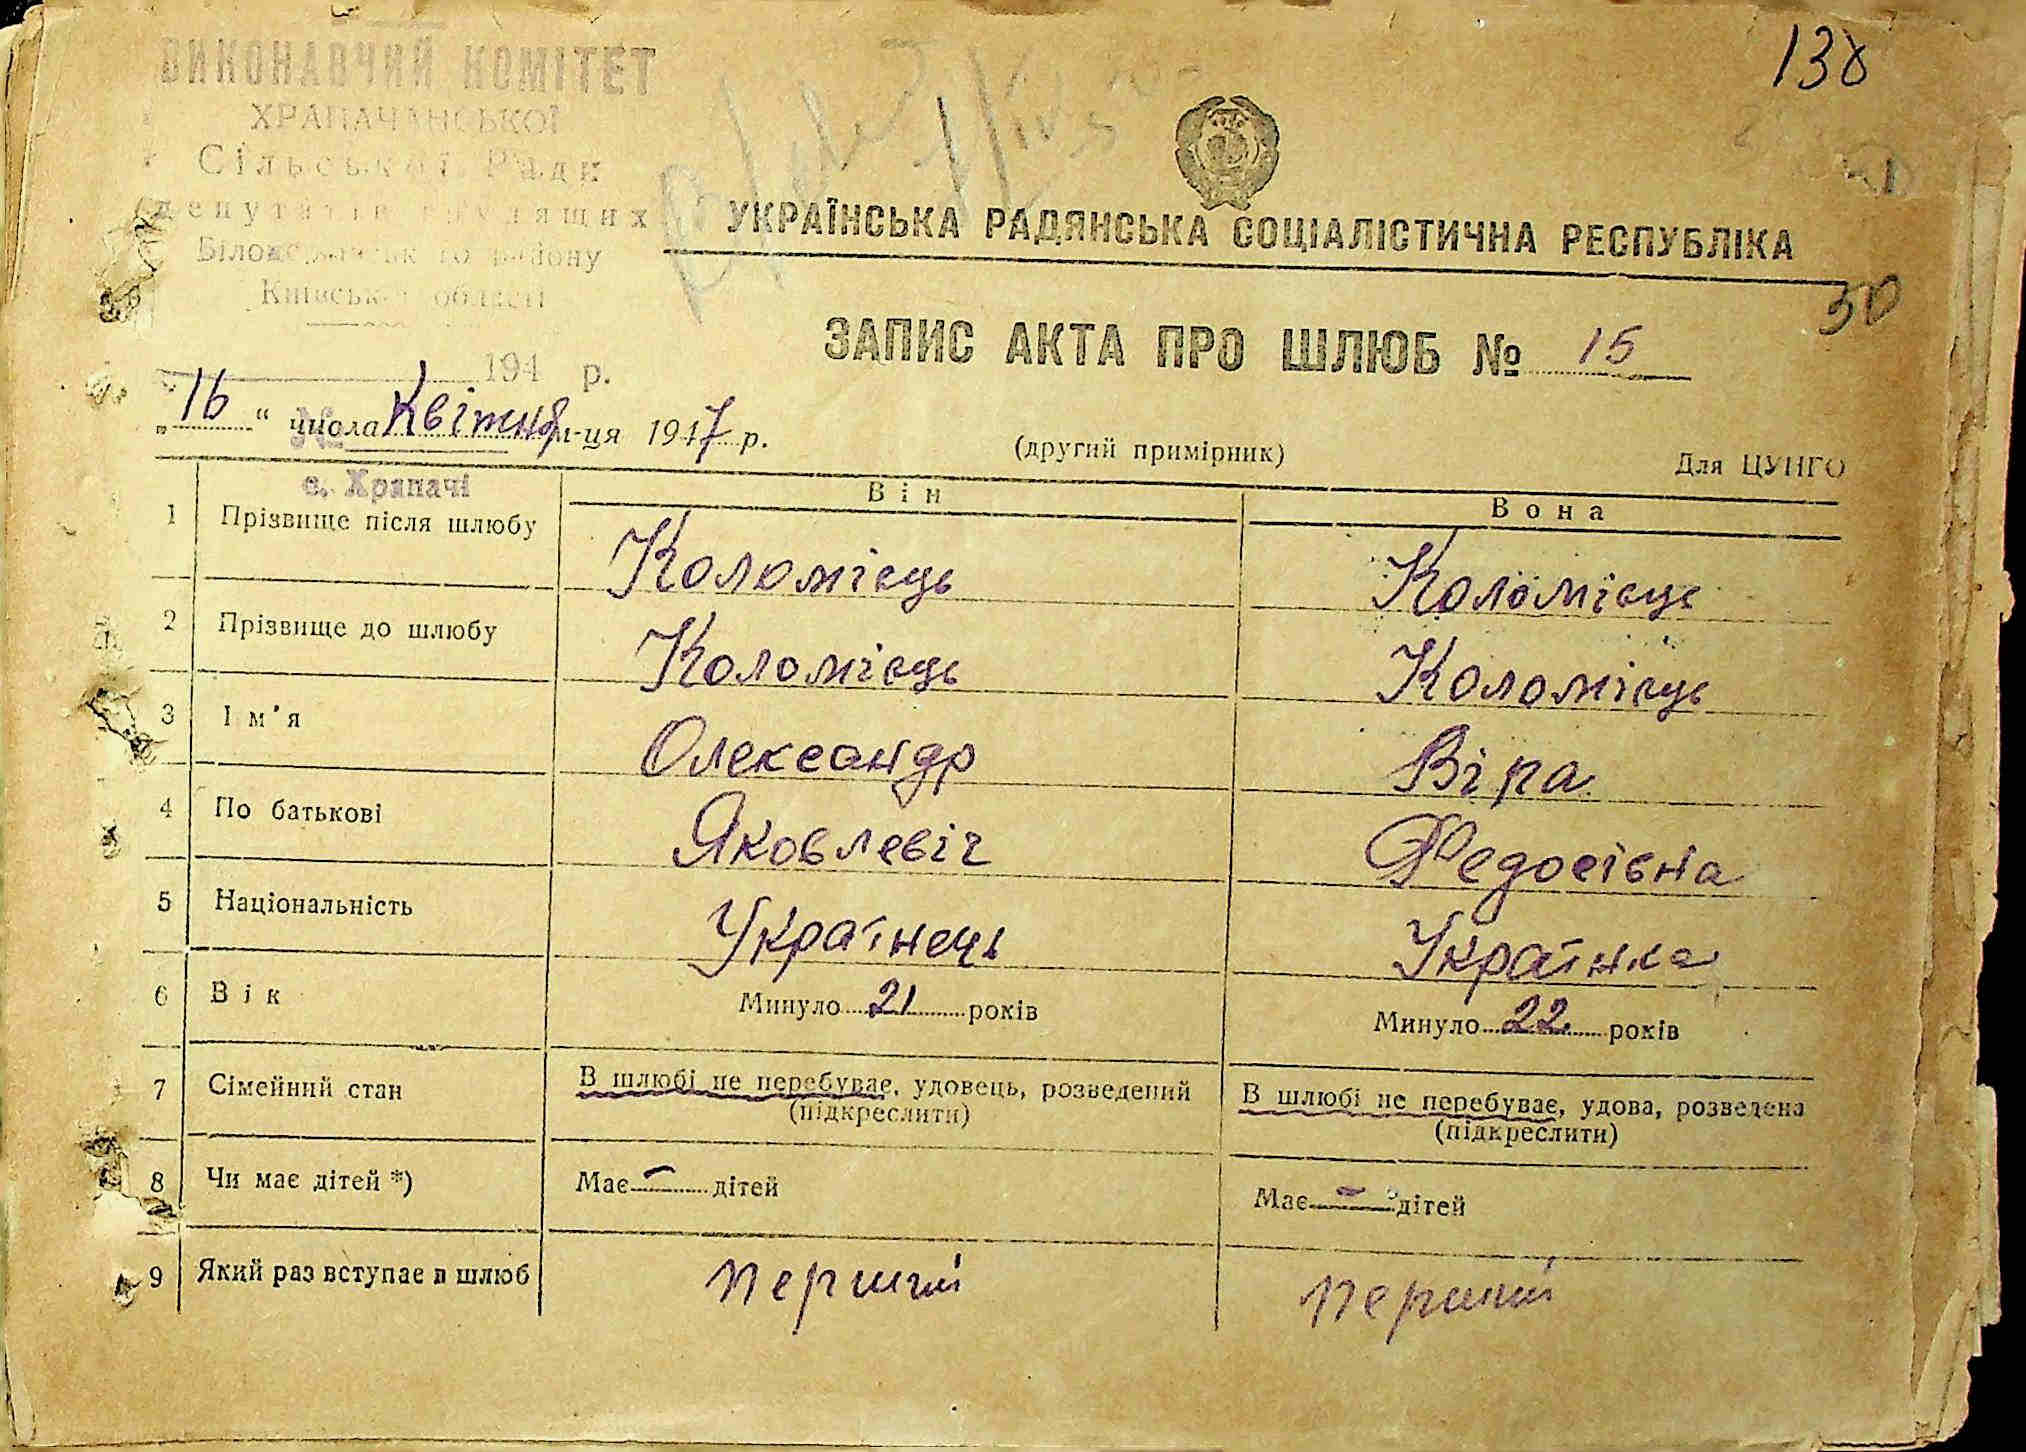 138
ВИКОНАВЧИЙ КОМІТЕТ
ХРАПАЧАНСЬКОЇ
Сільської Ради
депутатів трудящих
Білоцерківського району
Київської області
194 р.
№
с. Храпачі
УКРАЇНСЬКА РАДЯНСЬКА СОЦІАЛІСТИЧНА РЕСПУБЛІКА
50
ЗАПИС АКТА ПРО ШЛЮБ № 15
„16“ числа Квітня м-ця 1947 р.
(другий примірник)
Для ЦУНГО
Він Вона
1 Прізвище після шлюбу Коломієць Коломієць
2 Прізвище до шлюбу Коломієць Коломієць
3 Ім'я Олександр Віра
4 По батькові Яковлевіч Федосівна
5 Національність Українець Українка
6 Вік Минуло 21 років Минуло 22 років
7 Сімейний стан В шлюбі не перебуває, удовець, розведений В шлюбі не перебуває, удова, розведена
(підкреслити) (підкреслити)
8 Чи має дітей *) Має – дітей Має – дітей
9 Який раз вступає в шлюб перший перший